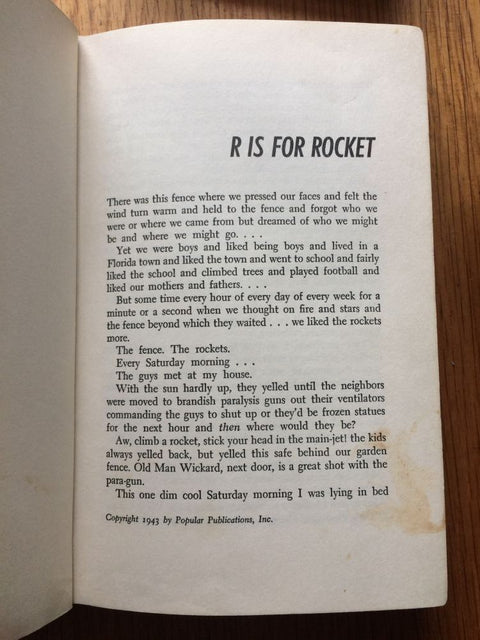 R IS FOR ROCKET
There was this fence where we pressed our faces and felt the
wind turn warm and held to the fence and forgot who we
were or where we came from but dreamed of who we might
be and where we might go. . . .
Yet we were boys and liked being boys and lived in a
Florida town and liked the town and went to school and fairly
liked the school and climbed trees and played football and
liked our mothers and fathers. . . .
But some time every hour of every day of every week for a
minute or a second when we thought on fire and stars and
the fence beyond which they waited . . . we liked the rockets
more.
The fence. The rockets.
Every Saturday morning . . .
The guys met at my house.
With the sun hardly up, they yelled until the neighbors
were moved to brandish paralysis guns out their ventilators
commanding the guys to shut up or they'd be frozen statues
for the next hour and then where would they be?
Aw, climb a rocket, stick your head in the main-jet! the kids
always yelled back, but yelled this safe behind our garden
fence. Old Man Wickard, next door, is a great shot with the
para-gun.
This one dim cool Saturday morning I was lying in bed
Copyright 1943 by Popular Publications, Inc.